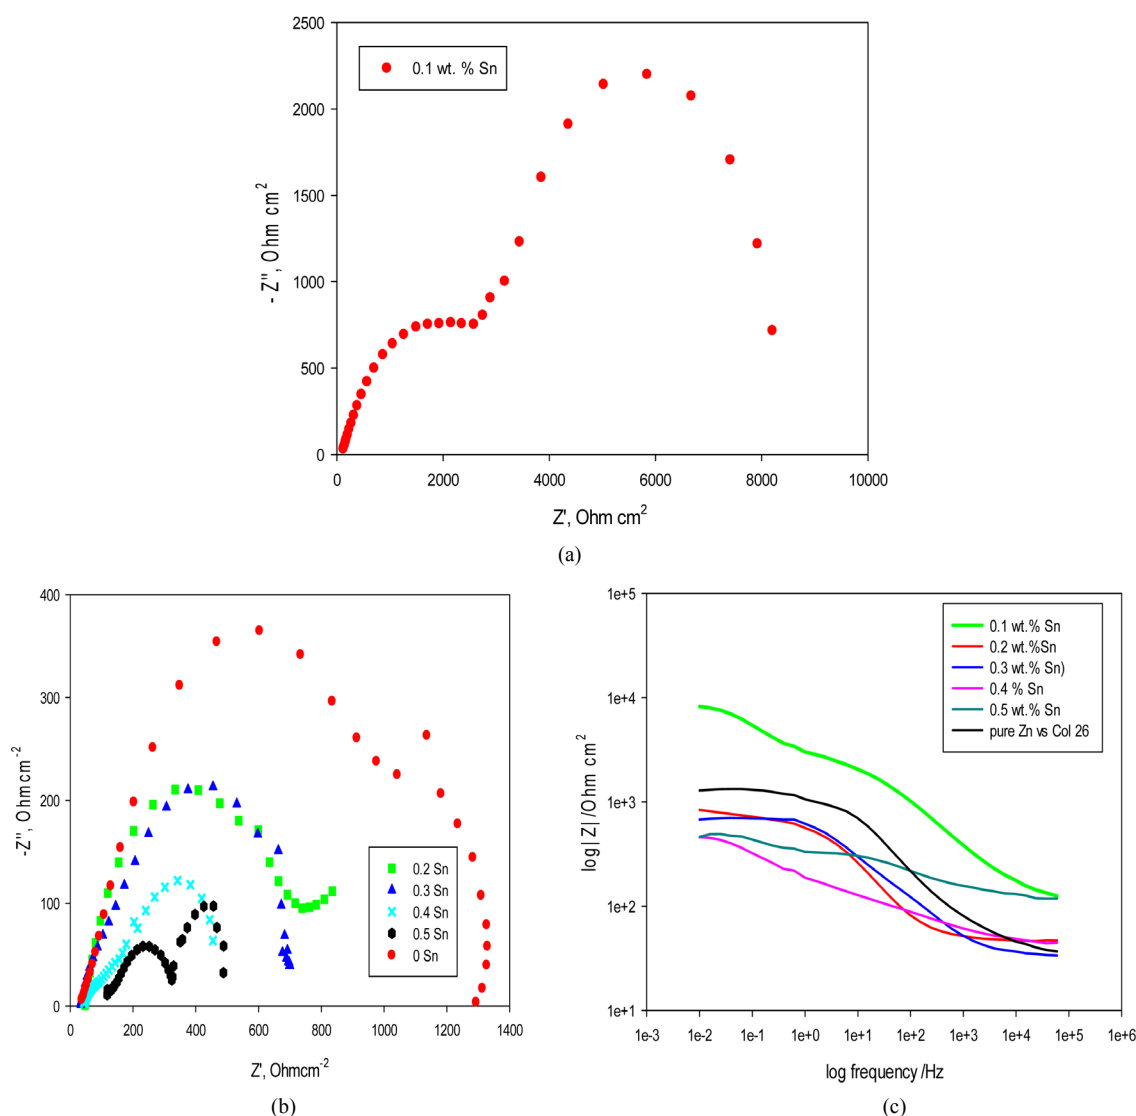 2500
2000
1500
1000
500
0
- Z'', Ohm cm2
0.1 wt. % Sn
0 2000 4000 6000 8000 10000
Z', Ohm cm2
(a)
400
300
200
100
0
-Z'', Ohmcm-2
0.2 Sn
0.3 Sn
0.4 Sn
0.5 Sn
0 Sn
0 200 400 600 800 1000 1200 1400
Z', Ohmcm-2
(b)
1e+5
1e+4
1e+3
1e+2
1e+1
log|Z|/Ohm cm2
0.1 wt.% Sn
0.2 wt.%Sn
0.3 wt.% Sn)
0.4 % Sn
0.5 wt.% Sn
pure Zn vs Col 26
1e-3 1e-2 1e-1 1e+0 1e+1 1e+2 1e+3 1e+4 1e+5 1e+6
log frequency /Hz
(c)